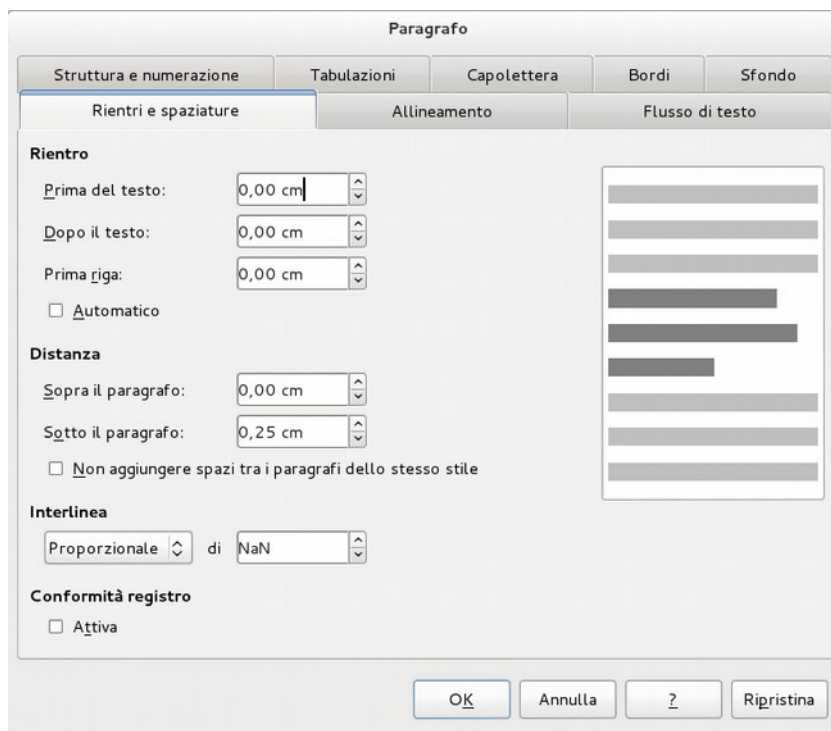 Paragrafo
Struttura e numerazione Tabulazioni Capolettera Bordi Sfondo
Rientri e spaziature Allineamento Flusso di testo
Rientro
Prima del testo: 0,00 cm
Dopo il testo: 0,00 cm
Prima riga: 0,00 cm
Automatico
Distanza
Sopra il paragrafo: 0,00 cm
Sotto il paragrafo: 0,25 cm
Non aggiungere spazi tra i paragrafi dello stesso stile
Interlinea
Proporzionale di NaN
Conformità registro
Attiva
OK Annulla ? Ripristina